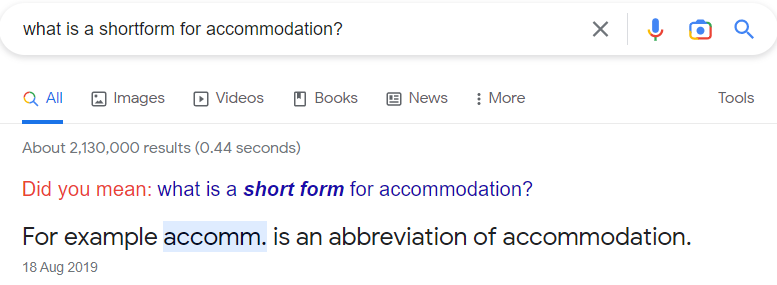 what is a shortform for accommodation?
All Images Videos Books News More Tools
About 2,130,000 results (0.44 seconds)
Did you mean: what is a short form for accommodation?
For example accomm. is an abbreviation of accommodation.
18 Aug 2019